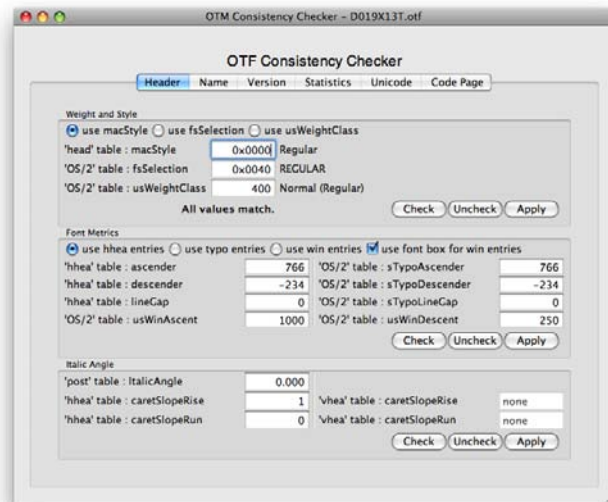 OTM Consistency Checker – D019X13T.otf
OTF Consistency Checker
Header Name Version Statistics Unicode Code Page
Weight and Style
use macStyle use fsSelection use usWeightClass
'head' table : macStyle 0x0000 Regular
'OS/2' table : fsSelection 0x0040 REGULAR
'OS/2' table : usWeightClass 400 Normal (Regular)
All values match. Check Uncheck Apply
Font Metrics
use hhea entries use typo entries use win entries use font box for win entries
'hhea' table : ascender 766 'OS/2' table : sTypoAscender 766
'hhea' table : descender -234 'OS/2' table : sTypoDescender -234
'hhea' table : lineGap 0 'OS/2' table : sTypoLineGap 0
'OS/2' table : usWinAscent 1000 'OS/2' table : usWinDescent 250
Check Uncheck Apply
Italic Angle
'post' table : ItalicAngle 0.000
'hhea' table : caretSlopeRise 1 'vhea' table : caretSlopeRise none
'hhea' table : caretSlopeRun 0 'vhea' table : caretSlopeRun none
Check Uncheck Apply